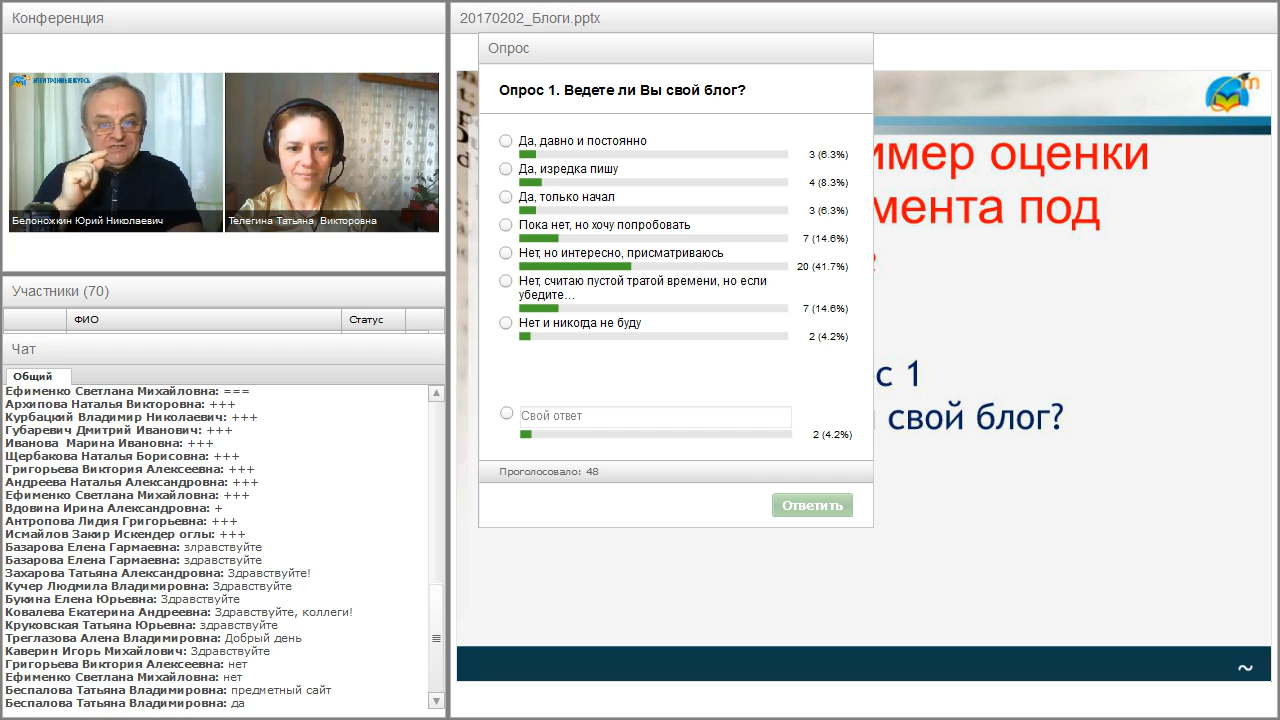 Конференция
ЭЛЕКТРОННЫЕ КУРСЫ
Белоножкин Юрий Николаевич
Телегина Татьяна Викторовна
Участники (70)
ФИО Статус
Чат
Общий
Ефименко Светлана Михайловна: ===
Архипова Наталья Викторовна: +++
Курбацкий Владимир Николаевич: +++
Губаревич Дмитрий Иванович: +++
Иванова Марина Ивановна: +++
Щербакова Наталья Борисовна: +++
Григорьева Виктория Алексеевна: +++
Андреева Наталья Александровна: +++
Ефименко Светлана Михайловна: +++
Вдовина Ирина Александровна: +
Антропова Лидия Григорьевна: +++
Исмайлов Закир Искендер оглы: +++
Базарова Елена Гармаевна: злравствуйте
Базарова Елена Гармаевна: здравствуйте
Захарова Татьяна Александровна: Здравствуйте!
Кучер Людмила Владимировна: Здравствуйте
Букина Елена Юрьевна: Здравствуйте
Ковалева Екатерина Андреевна: Здравствуйте, коллеги!
Круковская Татьяна Юрьевна: здравствуйте
Треглазова Алена Владимировна: Добрый день
Каверин Игорь Михайлович: Здравствуйте
Григорьева Виктория Алексеевна: нет
Ефименко Светлана Михайловна: нет
Беспалова Татьяна Владимировна: предметный сайт
Беспалова Татьяна Владимировна: да
20170202_Блоги.pptx
Опрос
Опрос 1. Ведете ли Вы свой блог?
Да, давно и постоянно
3 (6.3%)
Да, изредка пишу
4 (8.3%)
Да, только начал
3 (6.3%)
Пока нет, но хочу попробовать
7 (14.6%)
Нет, но интересно, присматриваюсь
20 (41.7%)
Нет, считаю пустой тратой времени, но если
убедите...
7 (14.6%)
Нет и никогда не буду
2 (4.2%)
Свой ответ
2 (4.2%)
Проголосовало: 48
Ответить
имер оценки
мента под
с 1
свой блог?
~